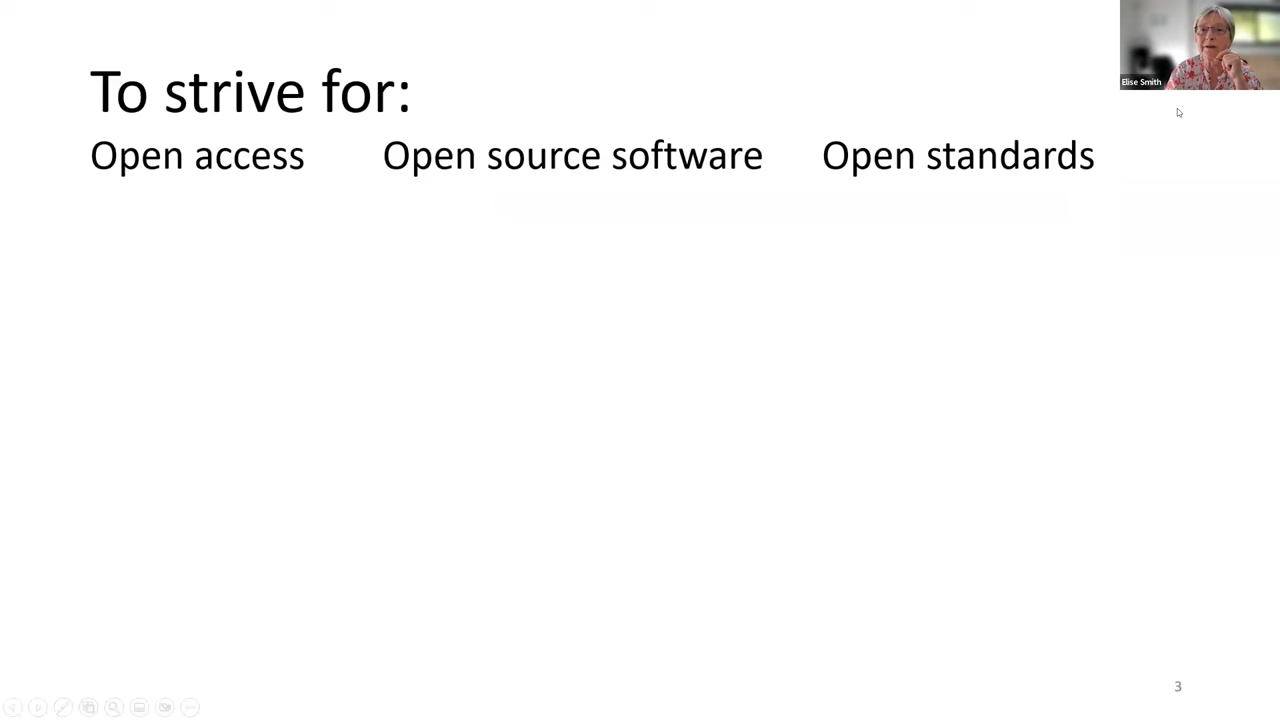 To strive for:
Open access Open source software Open standards
Elise Smith
3